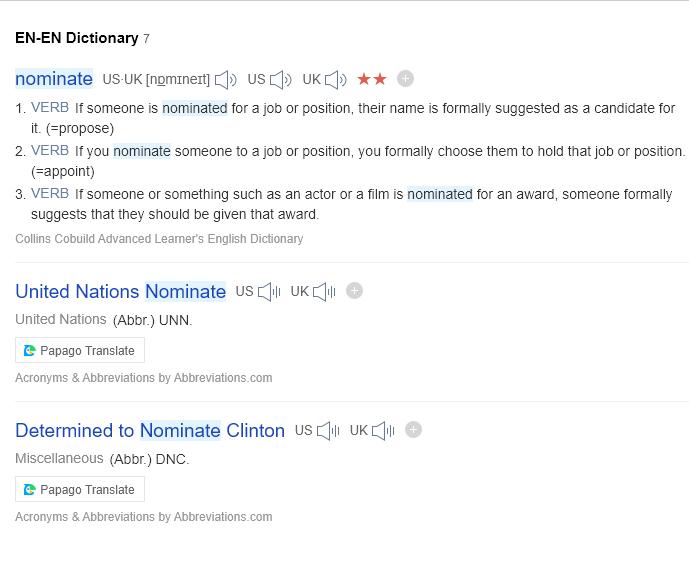 EN-EN Dictionary 7
nominate US·UK [nɒmɪneɪt] US UK ★★
1. VERB If someone is nominated for a job or position, their name is formally suggested as a candidate for
it. (=propose)
2. VERB If you nominate someone to a job or position, you formally choose them to hold that job or position.
(=appoint)
3. VERB If someone or something such as an actor or a film is nominated for an award, someone formally
suggests that they should be given that award.
Collins Cobuild Advanced Learner's English Dictionary
United Nations Nominate US UK
United Nations (Abbr.) UNN.
Papago Translate
Acronyms & Abbreviations by Abbreviations.com
Determined to Nominate Clinton US UK
Miscellaneous (Abbr.) DNC.
Papago Translate
Acronyms & Abbreviations by Abbreviations.com